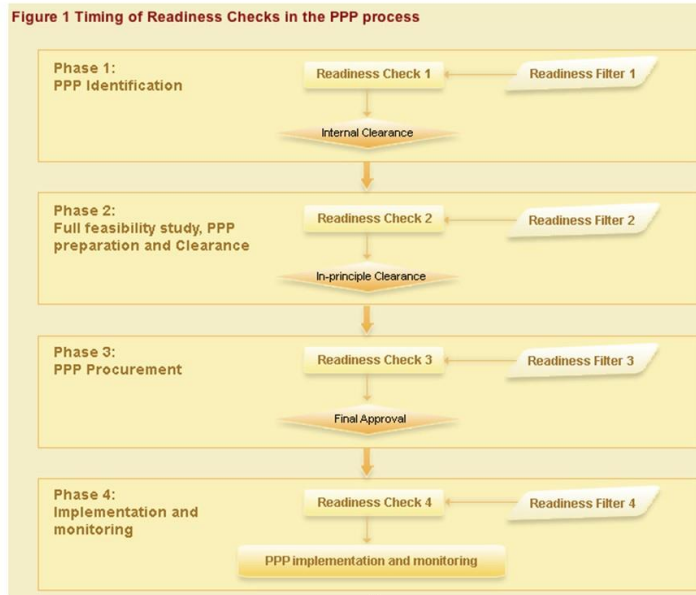 Figure 1 Timing of Readiness Checks in the PPP process
Phase 1:
PPP Identification
Readiness Check 1
Readiness Filter 1
Internal Clearance
Phase 2:
Full feasibility study, PPP
preparation and Clearance
Readiness Check 2
Readiness Filter 2
In-principle Clearance
Phase 3:
PPP Procurement
Readiness Check 3
Readiness Filter 3
Final Approval
Phase 4:
Implementation and
monitoring
Readiness Check 4
Readiness Filter 4
PPP implementation and monitoring